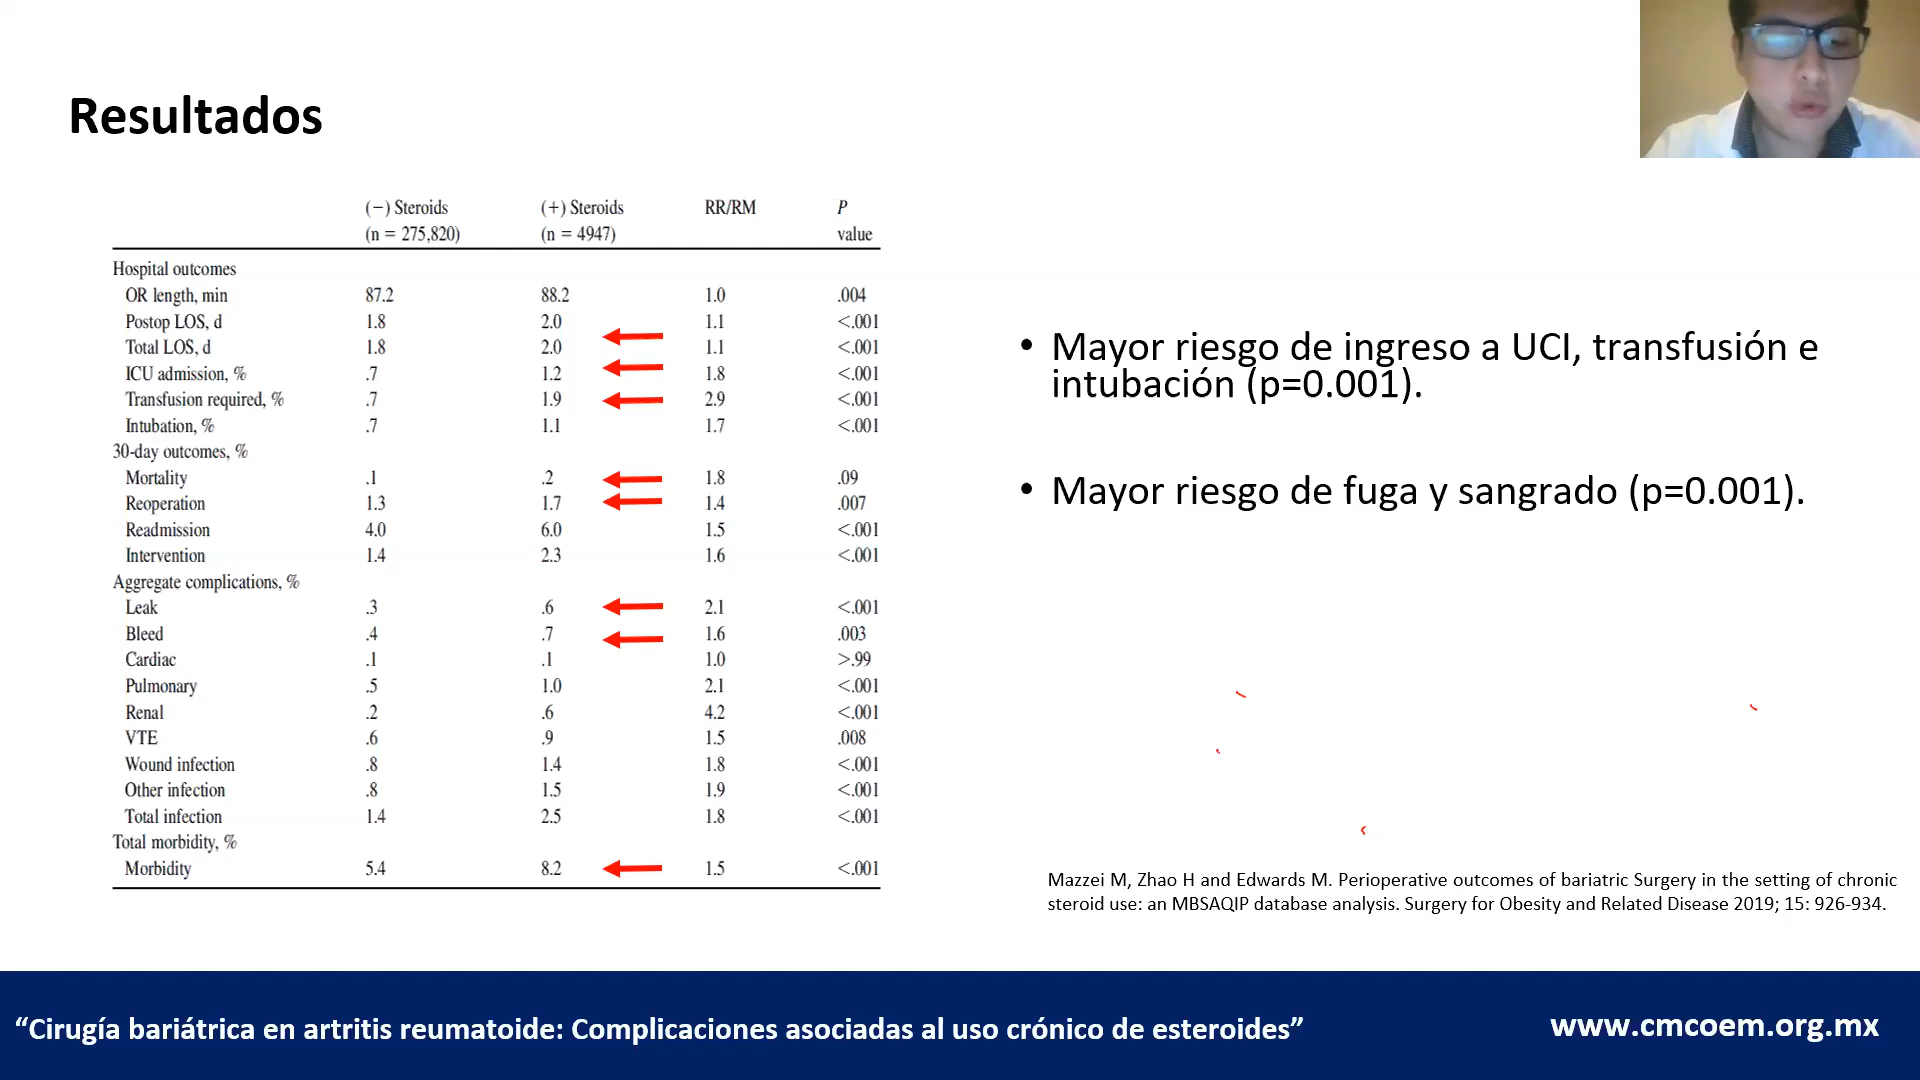 Resultados
(−) Steroids (+) Steroids RR/RM P
(n = 275,820) (n = 4947) value
Hospital outcomes
OR length, min 87.2 88.2 1.0 .004
Postop LOS, d 1.8 2.0 1.1 <.001
Total LOS, d 1.8 2.0 1.1 <.001
ICU admission, % .7 1.2 1.8 <.001
Transfusion required, % .7 1.9 2.9 <.001
Intubation, % .7 1.1 1.7 <.001
30-day outcomes, %
Mortality .1 .2 1.8 .09
Reoperation 1.3 1.7 1.4 .007
Readmission 4.0 6.0 1.5 <.001
Intervention 1.4 2.3 1.6 <.001
Aggregate complications, %
Leak .3 .6 2.1 <.001
Bleed .4 .7 1.6 .003
Cardiac .1 .1 1.0 >.99
Pulmonary .5 1.0 2.1 <.001
Renal .2 .6 4.2 <.001
VTE .6 .9 1.5 .008
Wound infection .8 1.4 1.8 <.001
Other infection .8 1.5 1.9 <.001
Total infection 1.4 2.5 1.8 <.001
Total morbidity, %
Morbidity 5.4 8.2 1.5 <.001
• Mayor riesgo de ingreso a UCI, transfusión e
intubación (p=0.001).
• Mayor riesgo de fuga y sangrado (p=0.001).
Mazzei M, Zhao H and Edwards M. Perioperative outcomes of bariatric Surgery in the setting of chronic
steroid use: an MBSAQIP database analysis. Surgery for Obesity and Related Disease 2019; 15: 926-934.
“Cirugía bariátrica en artritis reumatoide: Complicaciones asociadas al uso crónico de esteroides”
www.cmcoem.org.mx